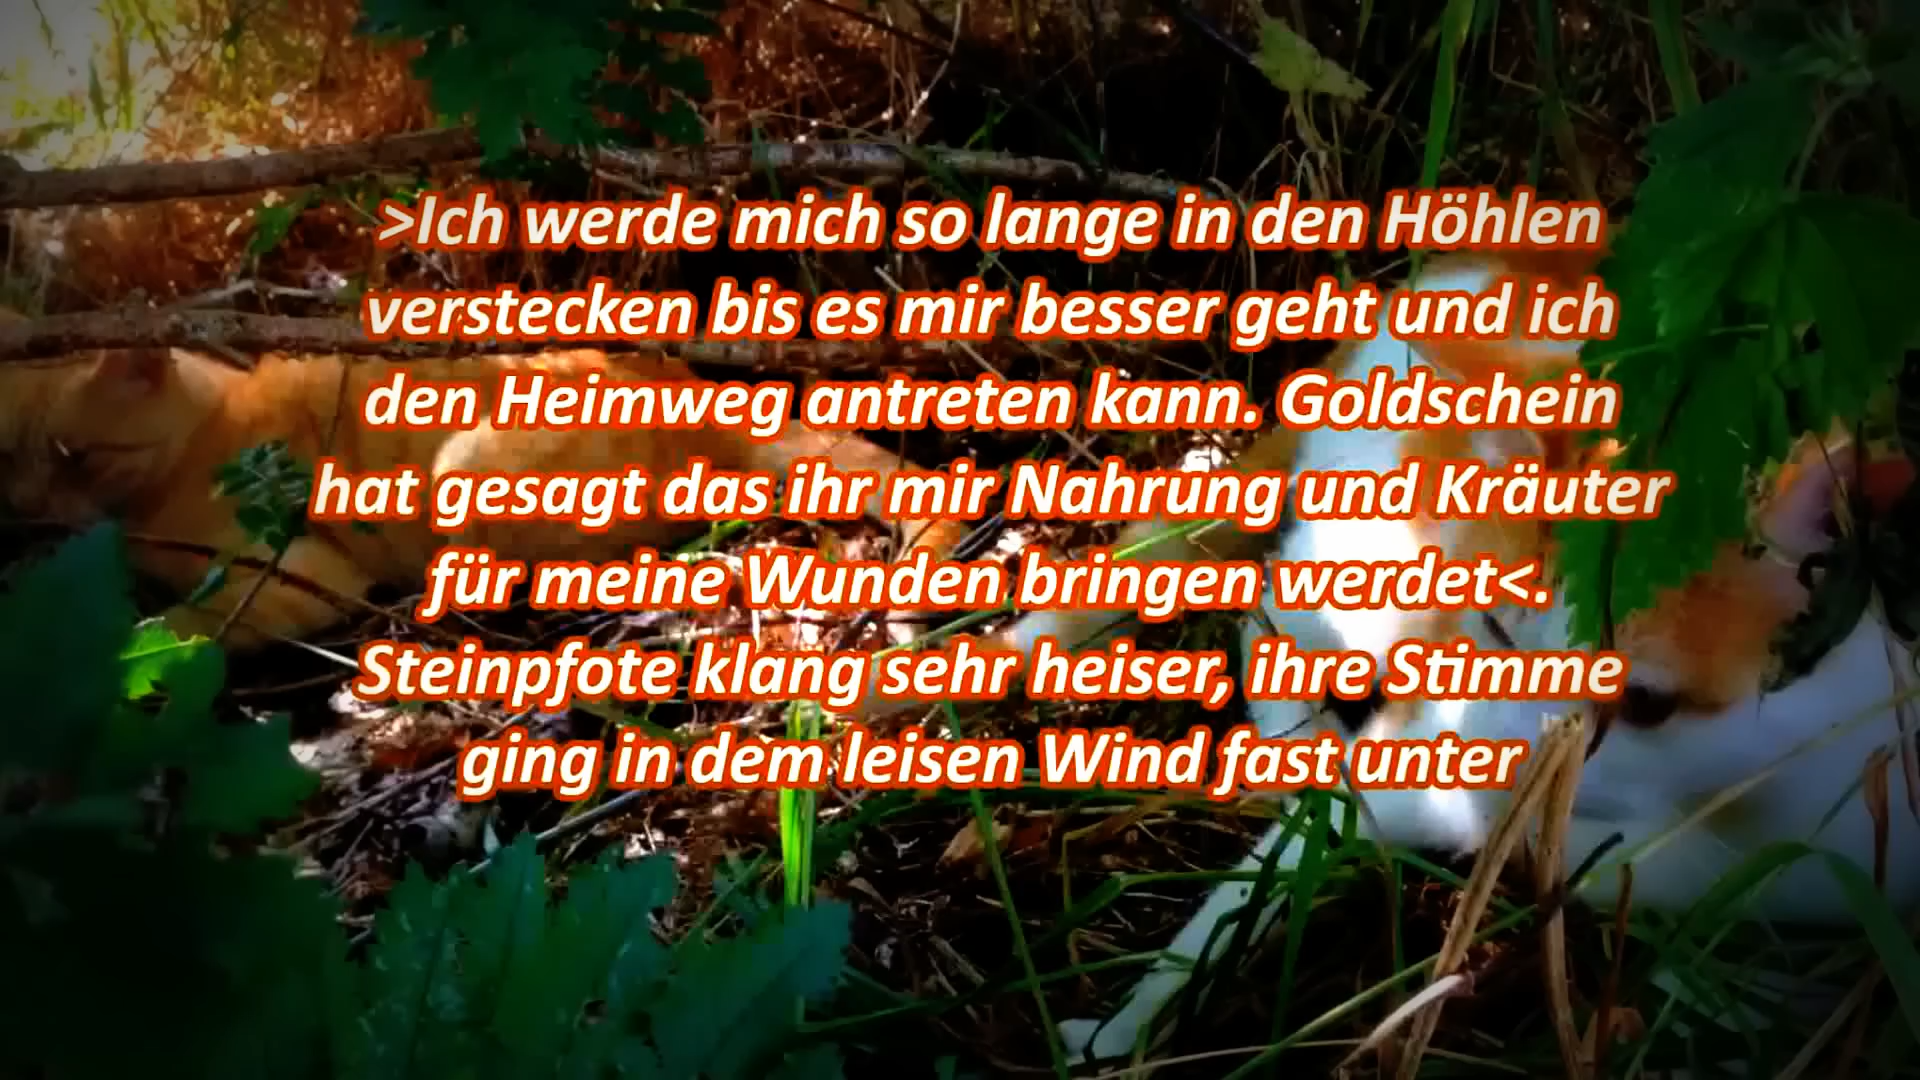 >Ich werde mich so lange in den Höhlen
verstecken bis es mir besser geht und ich
den Heimweg antreten kann. Goldschein
hat gesagt das ihr mir Nahrung und Kräuter
für meine Wunden bringen werdet<.
Steinpfote klang sehr heiser, ihre Stimme
ging in dem leisen Wind fast unter